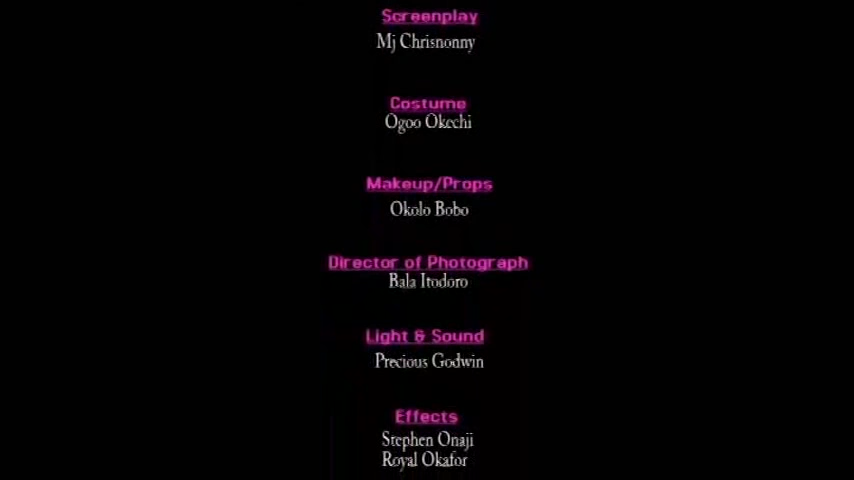 Screenplay
Mj Chrisnonny
Costume
Ogoo Okechi
Makeup/Props
Okolo Bobo
Director of Photograph
Bala Itodoro
Light & Sound
Precious Godwin
Effects
Stephen Onaji
Royal Okafor